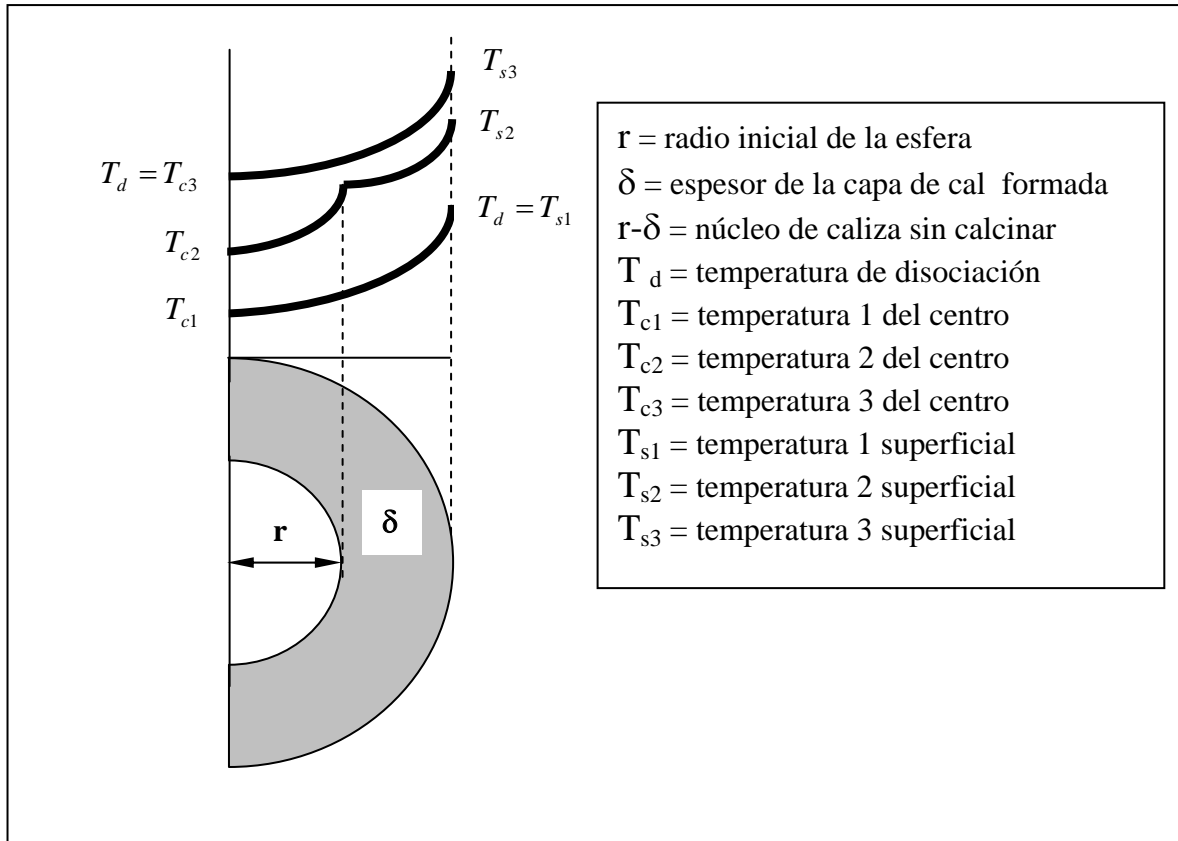 T_s3
T_s2
T_d = T_c3
T_d = T_s1
T_c2
T_c1
r
δ
r = radio inicial de la esfera
δ = espesor de la capa de cal formada
r-δ = núcleo de caliza sin calcinar
T_d = temperatura de disociación
T_c1 = temperatura 1 del centro
T_c2 = temperatura 2 del centro
T_c3 = temperatura 3 del centro
T_s1 = temperatura 1 superficial
T_s2 = temperatura 2 superficial
T_s3 = temperatura 3 superficial